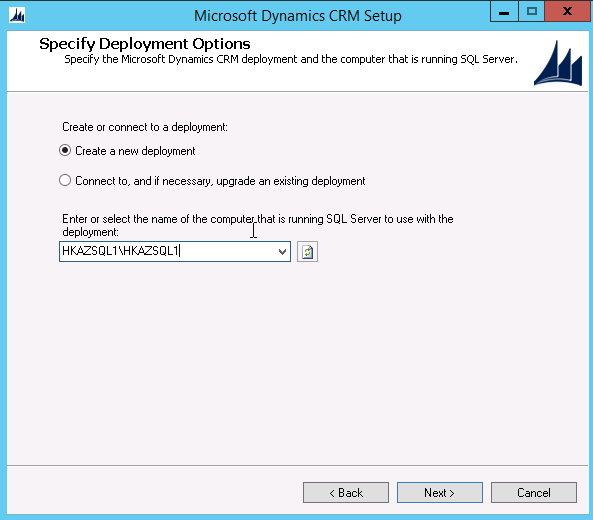 Microsoft Dynamics CRM Setup
Specify Deployment Options
Specify the Microsoft Dynamics CRM deployment and the computer that is running SQL Server.
Create or connect to a deployment:
Create a new deployment
Connect to, and if necessary, upgrade an existing deployment
Enter or select the name of the computer that is running SQL Server to use with the
deployment:
HKAZSQL1\HKAZSQL1
< Back
Next >
Cancel